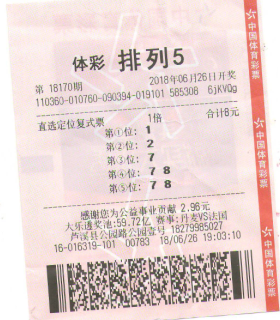 体彩 排列5
第 18170期 2018年06月26日开奖
110360-010760-090394-019101 585308 6jKVQg
直选定位复式票 1倍 合计8元
第①位: 1
第②位: 2
第③位: 7
第④位: 7 8
第⑤位: 7 8
感谢您为公益事业贡献 2.96元
大乐透奖池:59.72亿 赛事:丹麦VS法国
芦溪县公园路公园壹号 18279985027
16-016319-101 00783 18/06/26 19:03:10
中国体育彩票
中国体育彩票